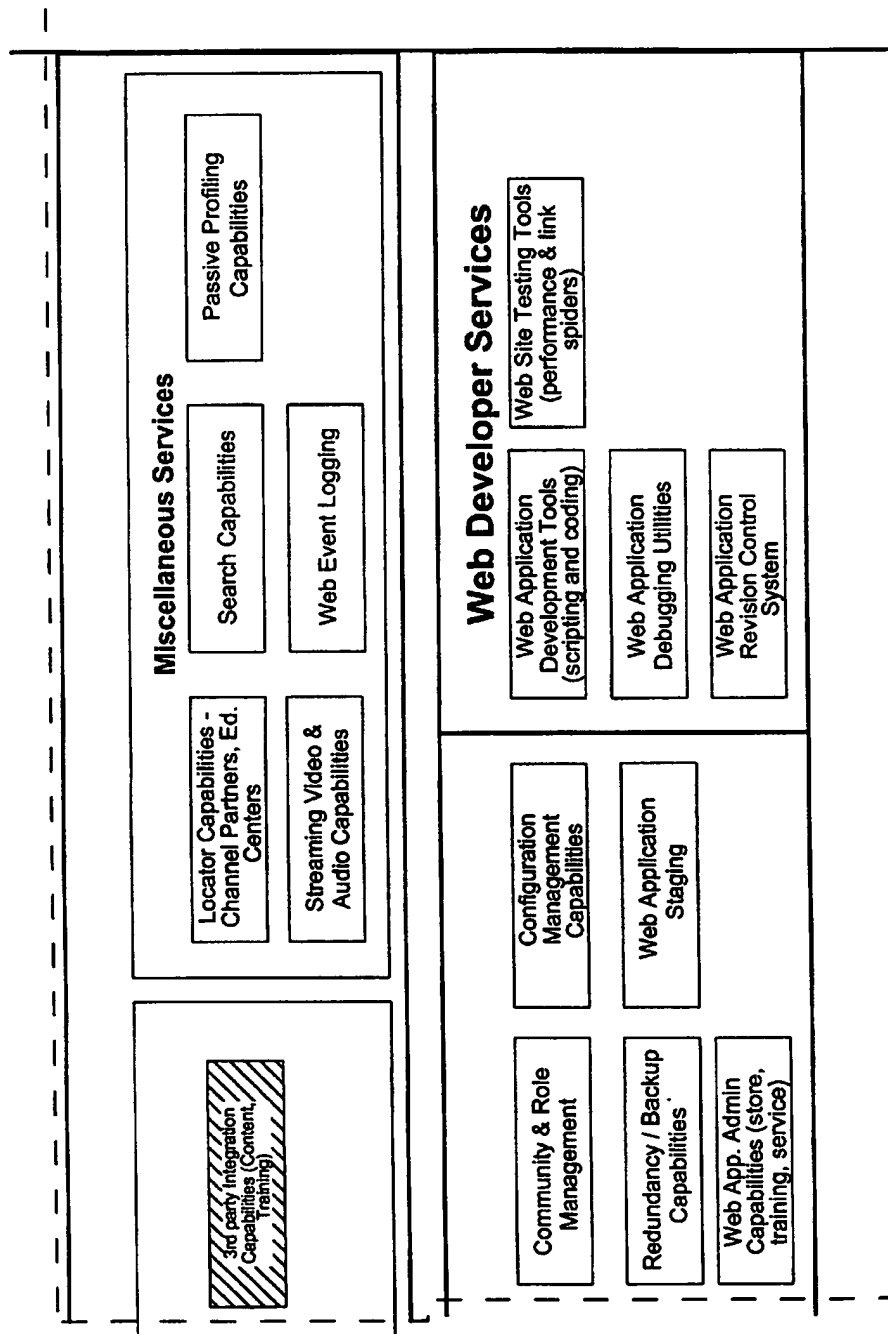 3rd party Integration
Capabilities (Content,
Training)
Miscellaneous Services
Locator Capabilities -
Channel Partners, Ed.
Centers
Search Capabilities
Passive Profiling
Capabilities
Streaming Video &
Audio Capabilities
Web Event Logging
Community & Role
Management
Configuration
Management
Capabilities
Redundancy / Backup
Capabilities
Web Application
Staging
Web App. Admin
Capabilities (store,
training, service)
Web Developer Services
Web Application
Development Tools
(scripting and coding)
Web Site Testing Tools
(performance & link
spiders)
Web Application
Debugging Utilities
Web Application
Revision Control
System